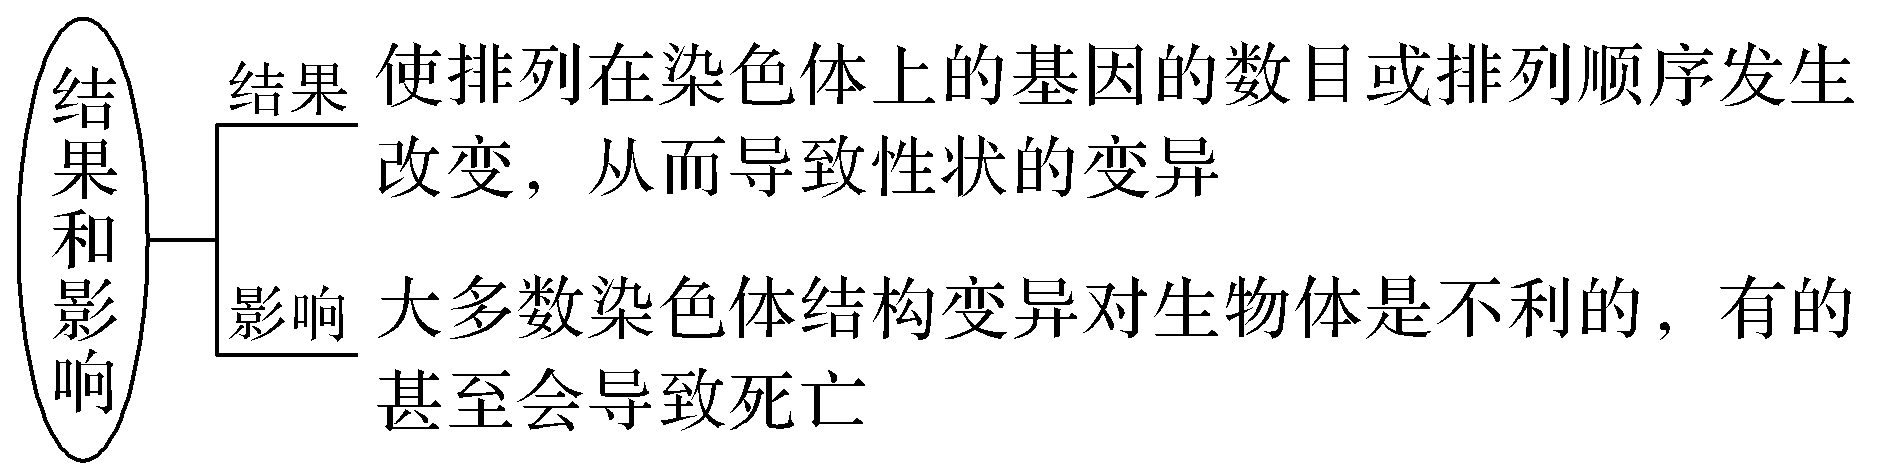 结果和影响
结果
使排列在染色体上的基因的数目或排列顺序发生
改变，从而导致性状的变异
影响
大多数染色体结构变异对生物体是不利的，有的
甚至会导致死亡